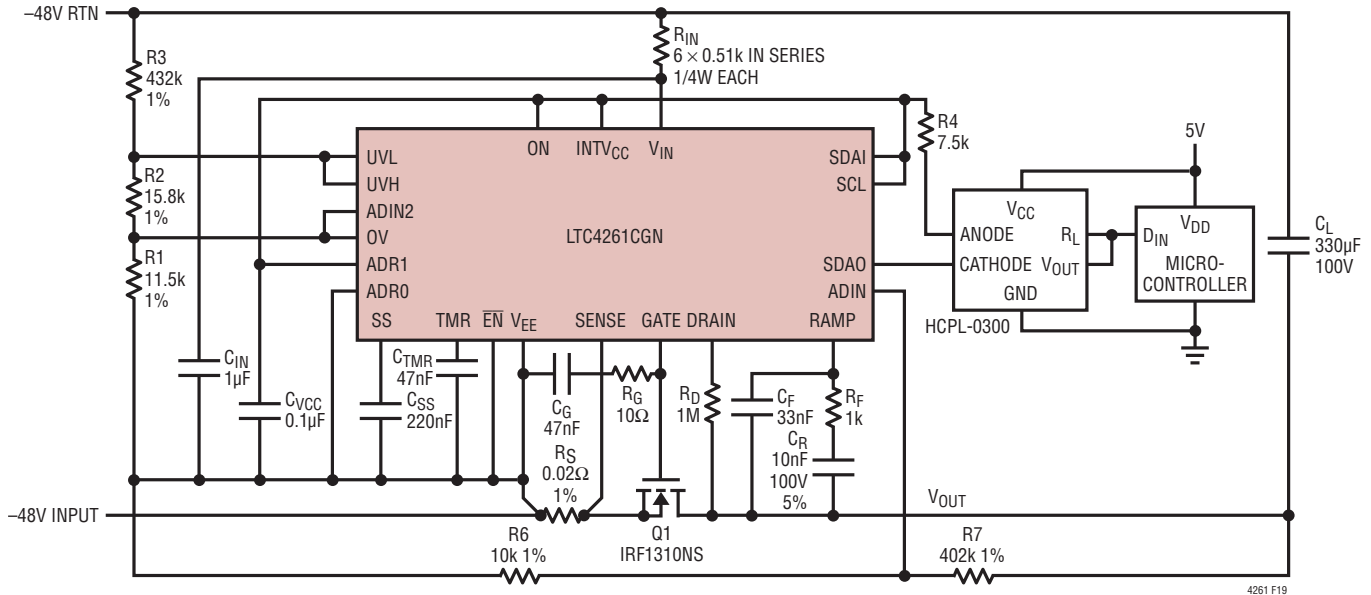 –48V RTN
R3
432k
1%
RIN
6 × 0.51k IN SERIES
1/4W EACH
R4
7.5k
5V
UVL
UVH
ADIN2
OV
ADR1
ADR0
ON
INTVCC
VIN
SDAI
SCL
LTC4261CGN
SDAO
ADIN
SS
TMR
EN
VEE
SENSE
GATE
DRAIN
RAMP
R2
15.8k
1%
R1
11.5k
1%
VCC
ANODE
CATHODE
GND
RL
VOUT
HCPL-0300
VDD
DIN
MICRO-
CONTROLLER
CL
330µF
100V
CIN
1µF
CVCC
0.1µF
CSS
220nF
CTMR
47nF
CG
47nF
RG
10Ω
RD
1M
CF
33nF
RF
1k
CR
10nF
100V
5%
RS
0.02Ω
1%
–48V INPUT
Q1
IRF1310NS
VOUT
R6
10k 1%
R7
402k 1%
4261 F19